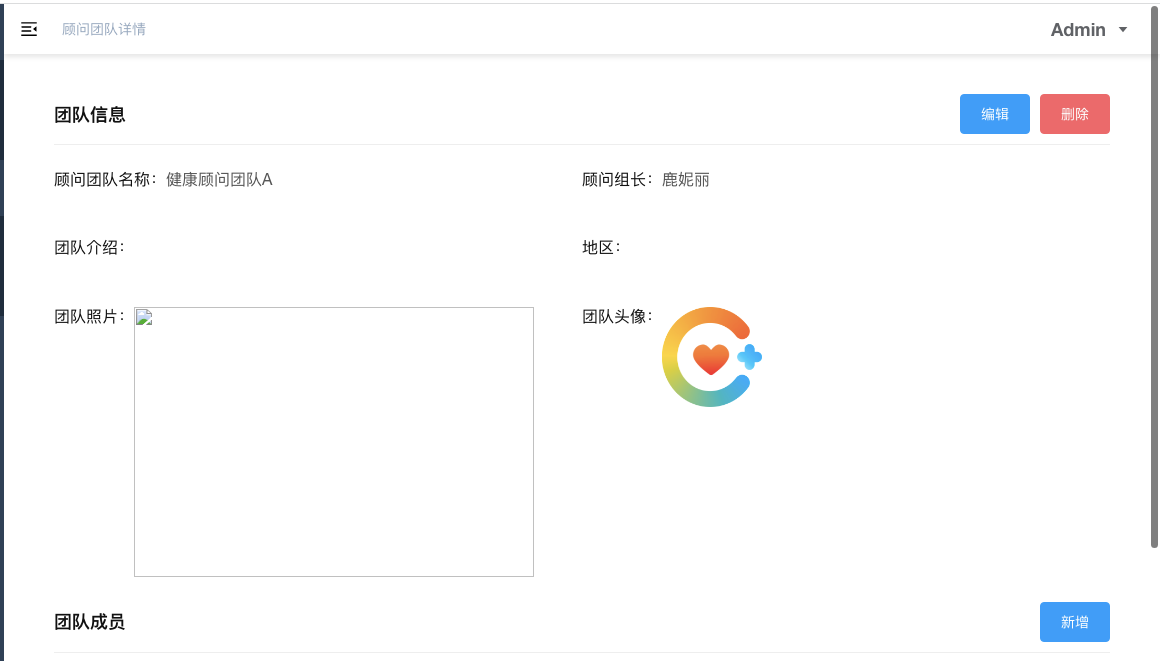 顾问团队详情
Admin
团队信息
编辑
删除
顾问团队名称：健康顾问团队A
顾问组长：鹿妮丽
团队介绍：
地区：
团队照片：
团队头像：
团队成员
新增